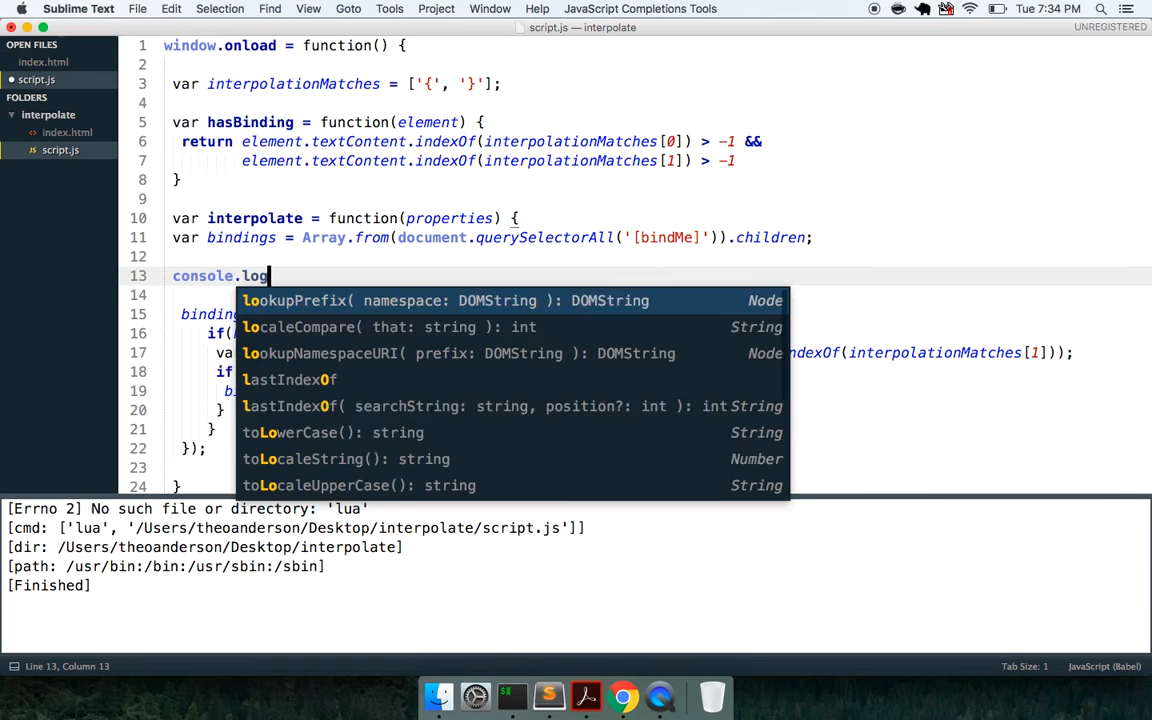 Sublime Text File Edit Selection Find View Goto Tools Project Window Help JavaScript Completions Tools Tue 7:34 PM
script.js — interpolate UNREGISTERED
OPEN FILES
index.html
script.js
FOLDERS
interpolate
<> index.html
JS script.js
1 window.onload = function() {
2
3 var interpolationMatches = ['{', '}'];
4
5 var hasBinding = function(element) {
6 return element.textContent.indexOf(interpolationMatches[0]) > -1 &&
7 element.textContent.indexOf(interpolationMatches[1]) > -1
8 }
9
10 var interpolate = function(properties) {
11 var bindings = Array.from(document.querySelectorAll('[bindMe]')).children;
12
13 console.log
14
15 bindin
16 if(
17 va ndexOf(interpolationMatches[1]));
18 if
19 bi
20 }
21 }
22 });
23
24 }
lookupPrefix( namespace: DOMString ): DOMString Node
localeCompare( that: string ): int String
lookupNamespaceURI( prefix: DOMString ): DOMString Node
lastIndexOf
lastIndexOf( searchString: string, position?: int ): int String
toLowerCase(): string String
toLocaleString(): string Number
toLocaleUpperCase(): string String
[Errno 2] No such file or directory: 'lua'
[cmd: ['lua', '/Users/theoanderson/Desktop/interpolate/script.js']]
[dir: /Users/theoanderson/Desktop/interpolate]
[path: /usr/bin:/bin:/usr/sbin:/sbin]
[Finished]
Line 13, Column 13 Tab Size: 1 JavaScript (Babel)